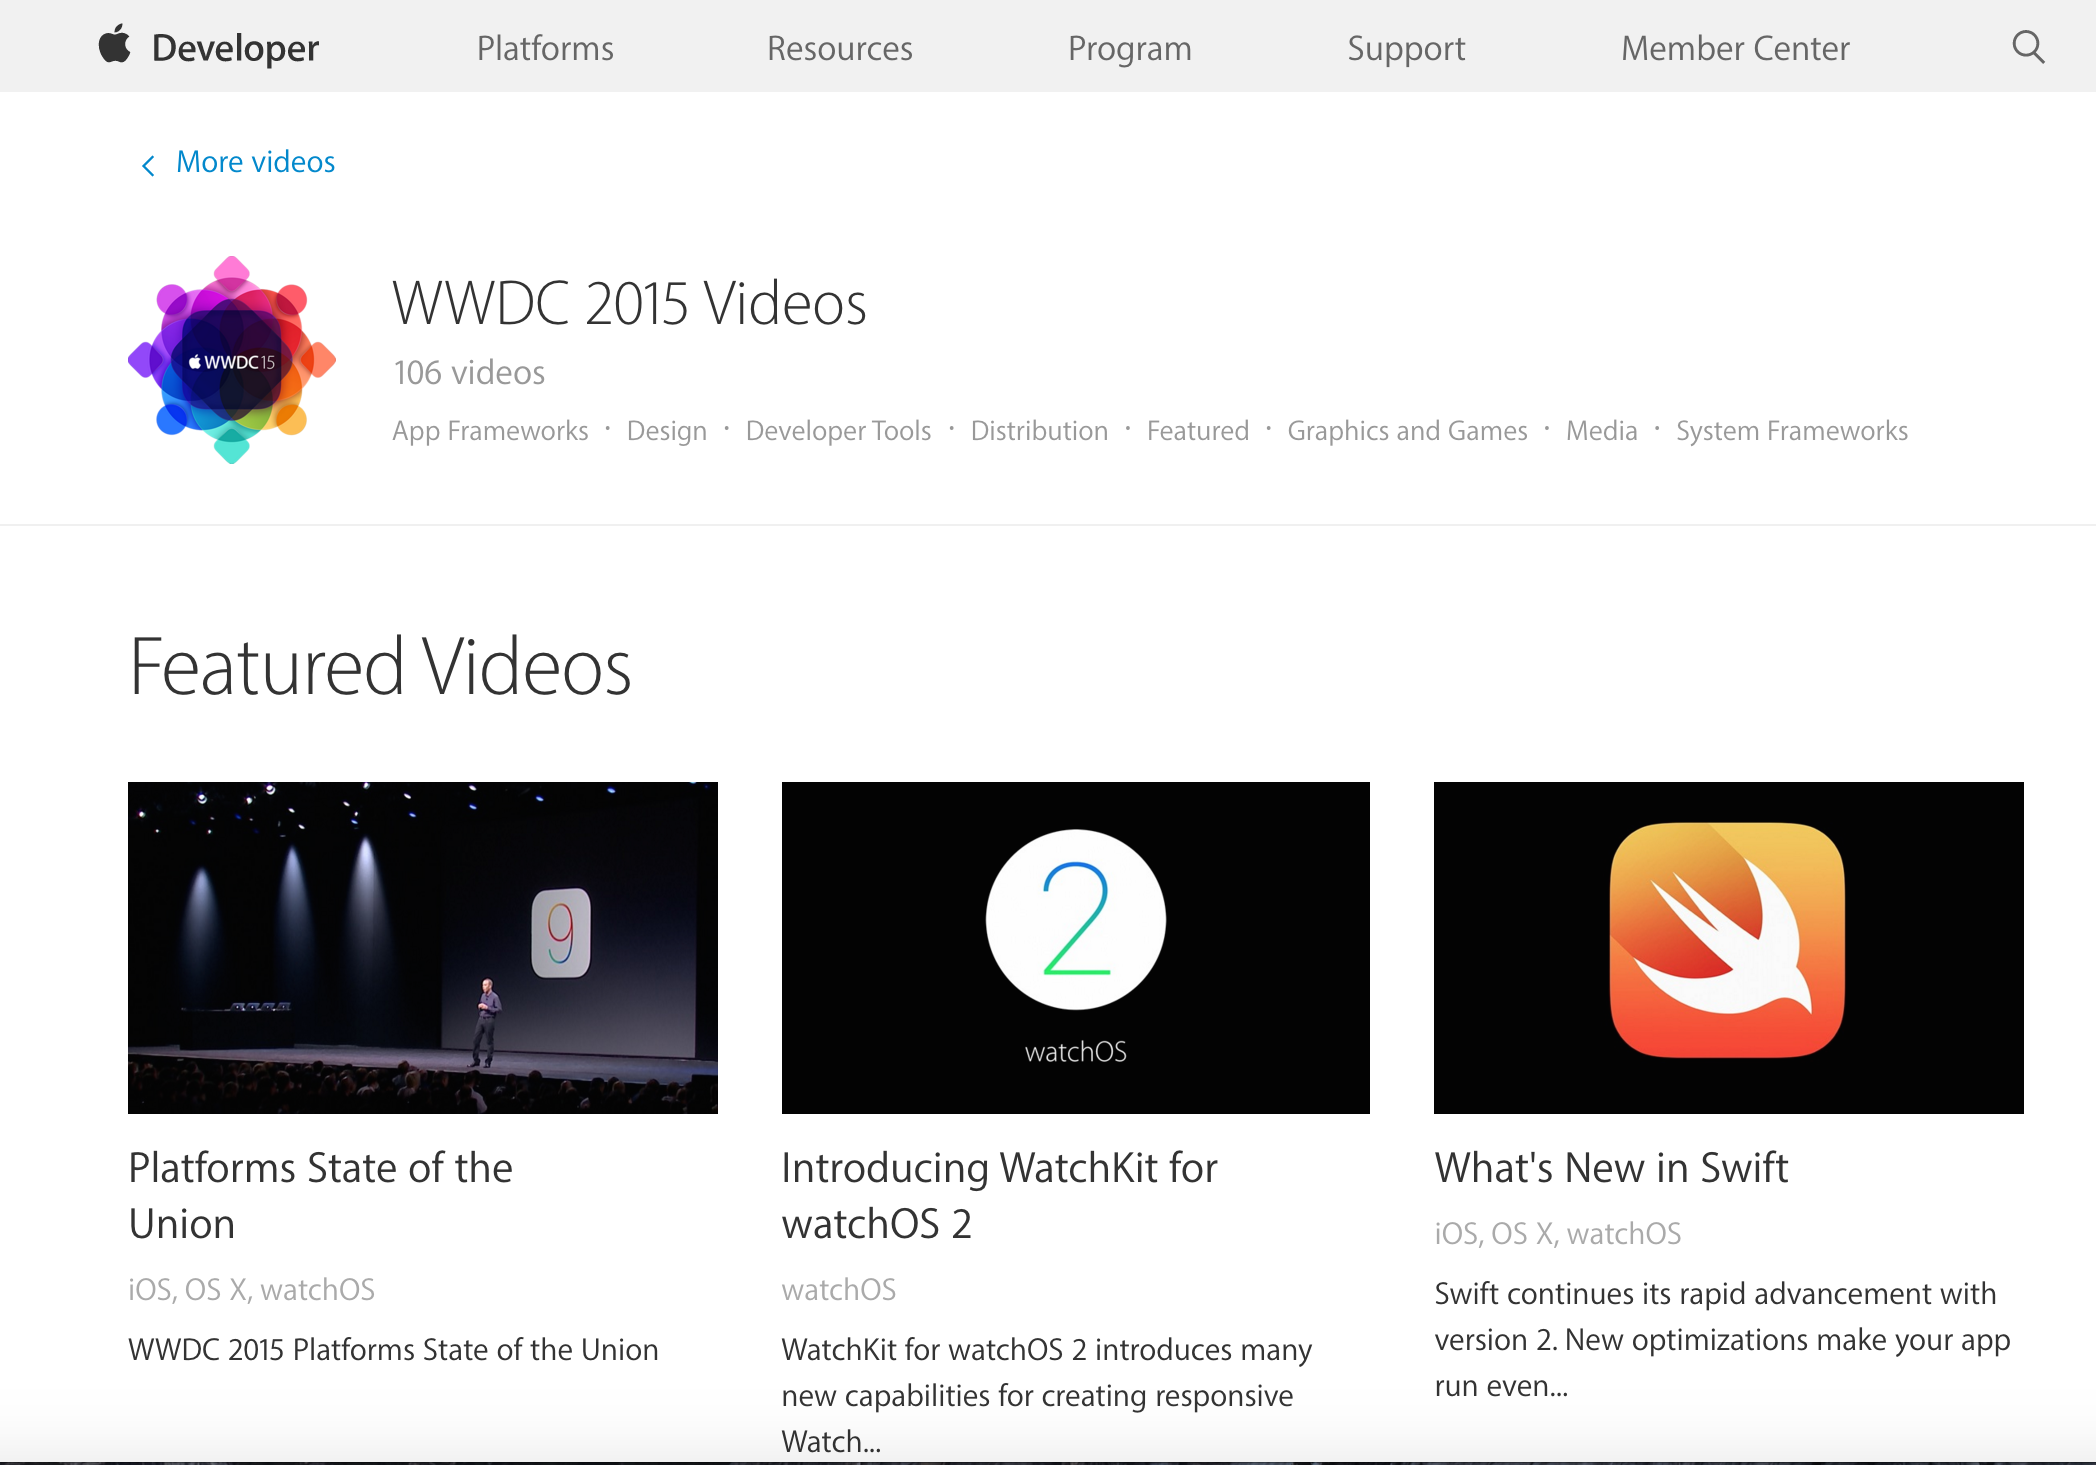 Developer
Platforms
Resources
Program
Support
Member Center
More videos
WWDC15
WWDC 2015 Videos
106 videos
App Frameworks · Design · Developer Tools · Distribution · Featured · Graphics and Games · Media · System Frameworks
Featured Videos
9
Platforms State of the
Union
iOS, OS X, watchOS
WWDC 2015 Platforms State of the Union
2
watchOS
Introducing WatchKit for
watchOS 2
watchOS
WatchKit for watchOS 2 introduces many
new capabilities for creating responsive
Watch...
What's New in Swift
iOS, OS X, watchOS
Swift continues its rapid advancement with
version 2. New optimizations make your app
run even...